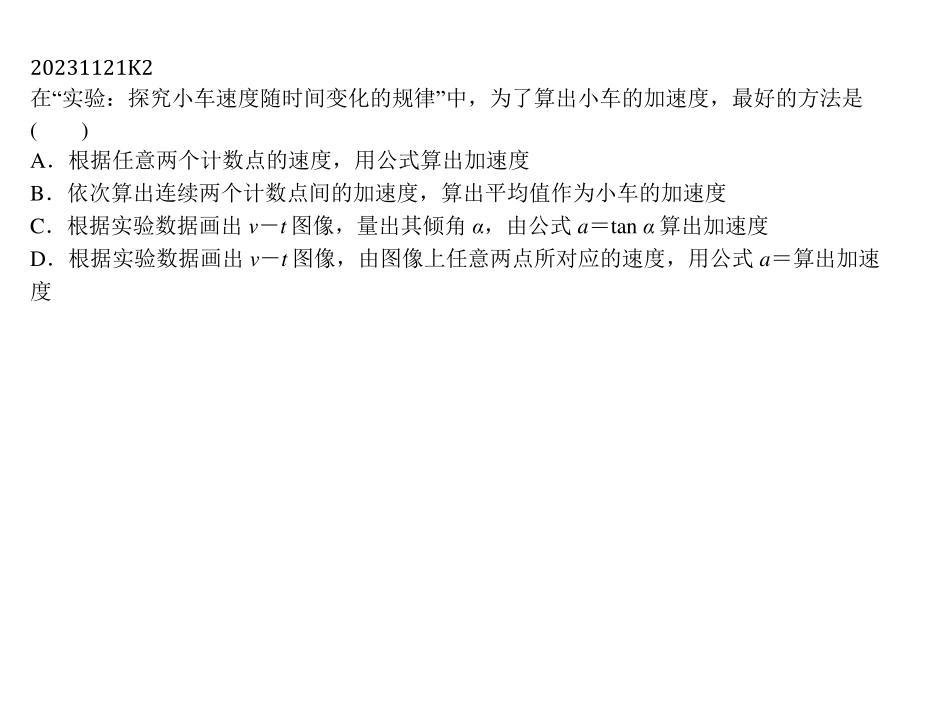 20231121K2
在“实验：探究小车速度随时间变化的规律”中，为了算出小车的加速度，最好的方法是
(　　)
A．根据任意两个计数点的速度，用公式算出加速度
B．依次算出连续两个计数点间的加速度，算出平均值作为小车的加速度
C．根据实验数据画出 v－t 图像，量出其倾角 α，由公式 a＝tan α 算出加速度
D．根据实验数据画出 v－t 图像，由图像上任意两点所对应的速度，用公式 a＝算出加速
度